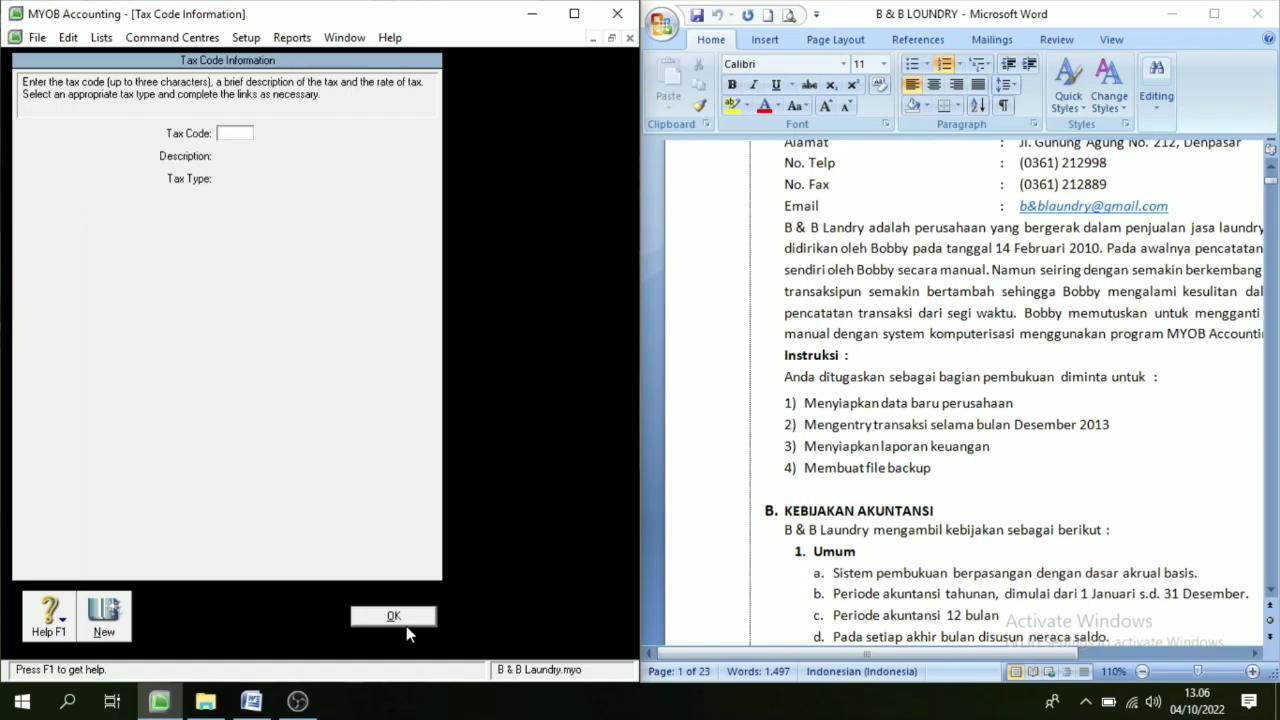 MYOB Accounting - [Tax Code Information]
File Edit Lists Command Centres Setup Reports Window Help
Tax Code Information
Enter the tax code (up to three characters), a brief description of the tax and the rate of tax.
Select an appropriate tax type and complete the links as necessary.
Tax Code:
Description:
Tax Type:
Help F1
New
OK
Press F1 to get help.
B & B Laundry.myo
B & B LOUNDRY - Microsoft Word
Home Insert Page Layout References Mailings Review View
Paste
Clipboard
Calibri 11
Font
Paragraph
Quick Styles
Change Styles
Styles
Editing
Alamat : Jl. Gunung Agung No. 212, Denpasar
No. Telp : (0361) 212998
No. Fax : (0361) 212889
Email : b&blaundry@gmail.com
B & B Landry adalah perusahaan yang bergerak dalam penjualan jasa laundry
didirikan oleh Bobby pada tanggal 14 Februari 2010. Pada awalnya pencatatan
sendiri oleh Bobby secara manual. Namun seiring dengan semakin berkembang
transaksipun semakin bertambah sehingga Bobby mengalami kesulitan dal
pencatatan transaksi dari segi waktu. Bobby memutuskan untuk mengganti
manual dengan system komputerisasi menggunakan program MYOB Accounti
Instruksi :
Anda ditugaskan sebagai bagian pembukuan diminta untuk :
1) Menyiapkan data baru perusahaan
2) Mengentry transaksi selama bulan Desember 2013
3) Menyiapkan laporan keuangan
4) Membuat file backup
B. KEBIJAKAN AKUNTANSI
B & B Laundry mengambil kebijakan sebagai berikut :
1. Umum
a. Sistem pembukuan berpasangan dengan dasar akrual basis.
b. Periode akuntansi tahunan, dimulai dari 1 Januari s.d. 31 Desember.
c. Periode akuntansi 12 bulan
d. Pada setiap akhir bulan disusun neraca saldo.
Activate Windows
Page: 1 of 23 Words: 1.497 Indonesian (Indonesia) 110%
13.06
04/10/2022